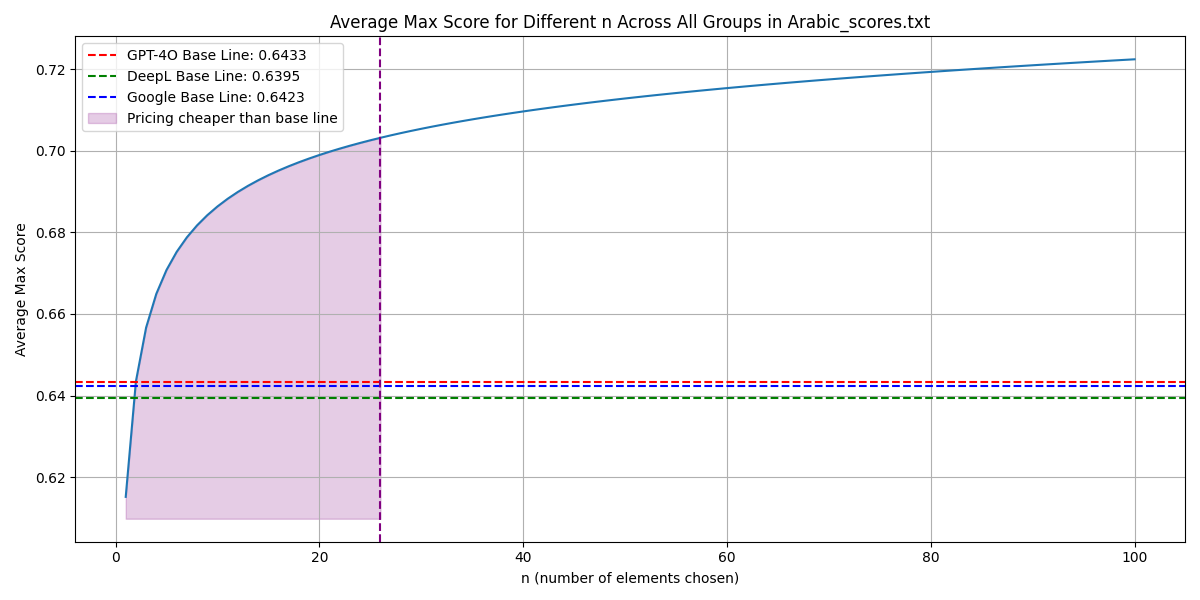 Average Max Score for Different n Across All Groups in Arabic_scores.txt
GPT-4O Base Line: 0.6433
DeepL Base Line: 0.6395
Google Base Line: 0.6423
Pricing cheaper than base line
0.72
0.70
0.68
0.66
0.64
0.62
Average Max Score
0 20 40 60 80 100
n (number of elements chosen)